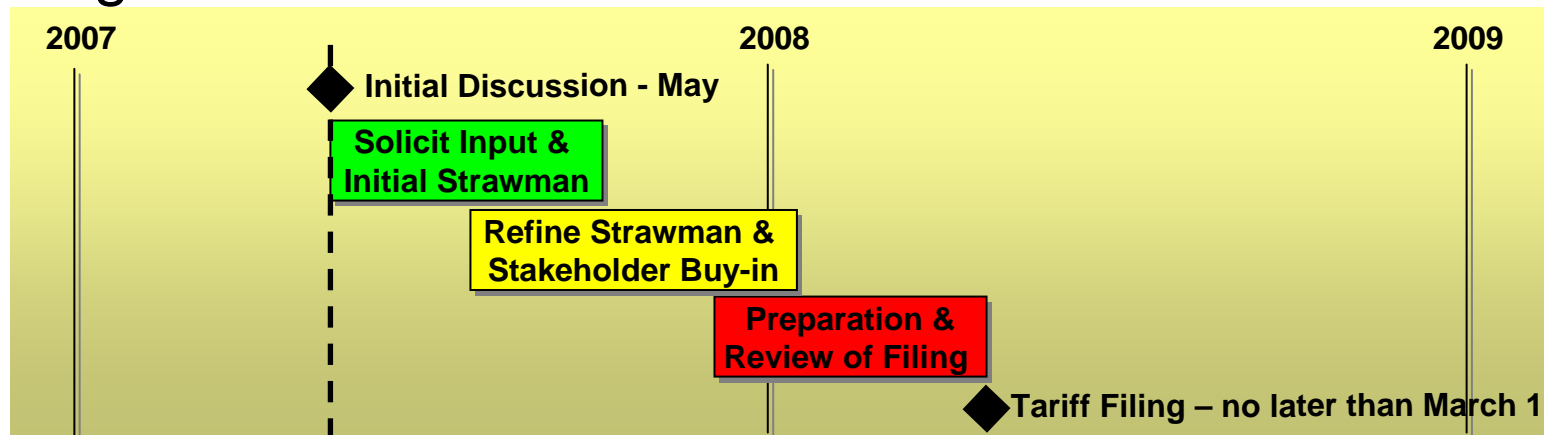 2007 2008 2009
Initial Discussion - May
Solicit Input &
Initial Strawman
Refine Strawman &
Stakeholder Buy-in
Preparation &
Review of Filing
Tariff Filing – no later than March 1